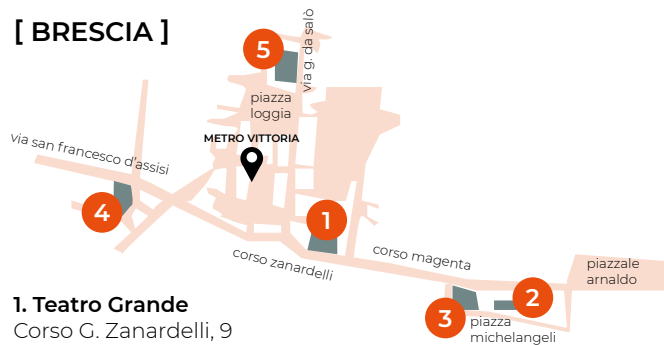 [ BRESCIA ]
5
via g. da salò
piazza
loggia
METRO VITTORIA
via san francesco d'assisi
4
1
corso zanardelli
corso magenta
piazzale
arnaldo
2
3
piazza
michelangeli
1. Teatro Grande
Corso G. Zanardelli, 9